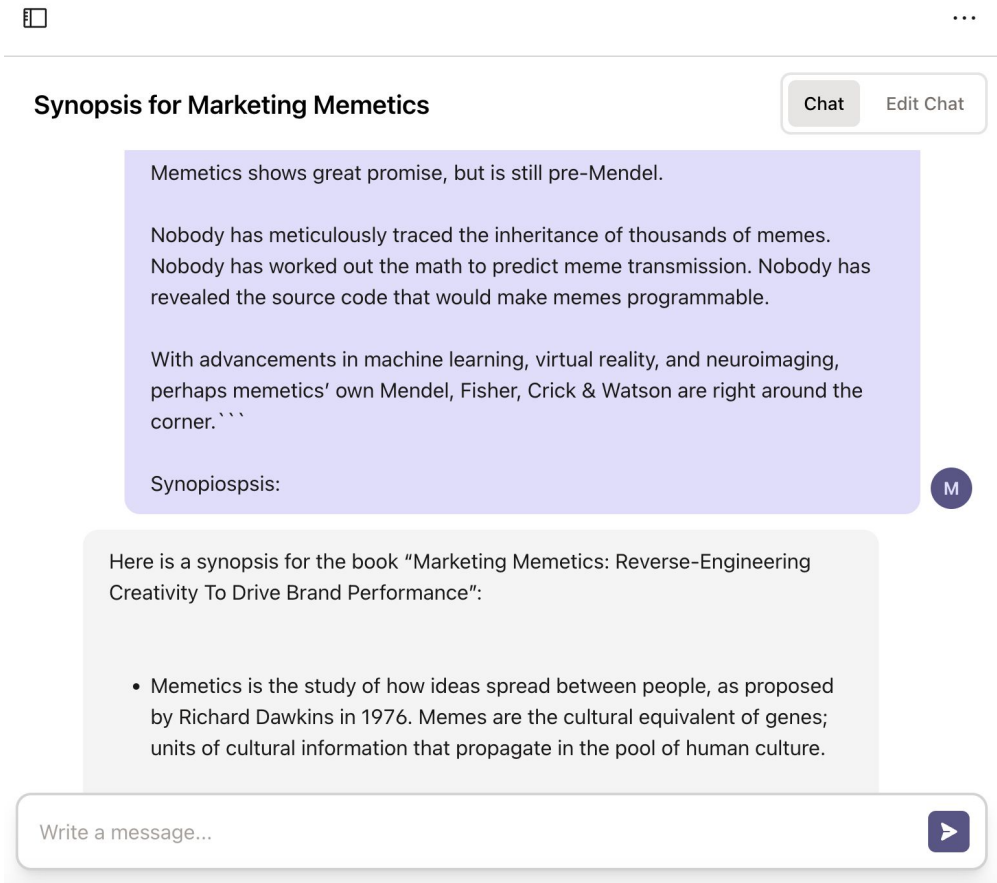 ...
Synopsis for Marketing Memetics
Chat
Edit Chat
Memetics shows great promise, but is still pre-Mendel.
Nobody has meticulously traced the inheritance of thousands of memes.
Nobody has worked out the math to predict meme transmission. Nobody has
revealed the source code that would make memes programmable.
With advancements in machine learning, virtual reality, and neuroimaging,
perhaps memetics’ own Mendel, Fisher, Crick & Watson are right around the
corner.```
Synopiospsis:
M
Here is a synopsis for the book “Marketing Memetics: Reverse-Engineering
Creativity To Drive Brand Performance”:
• Memetics is the study of how ideas spread between people, as proposed
by Richard Dawkins in 1976. Memes are the cultural equivalent of genes;
units of cultural information that propagate in the pool of human culture.
Write a message...